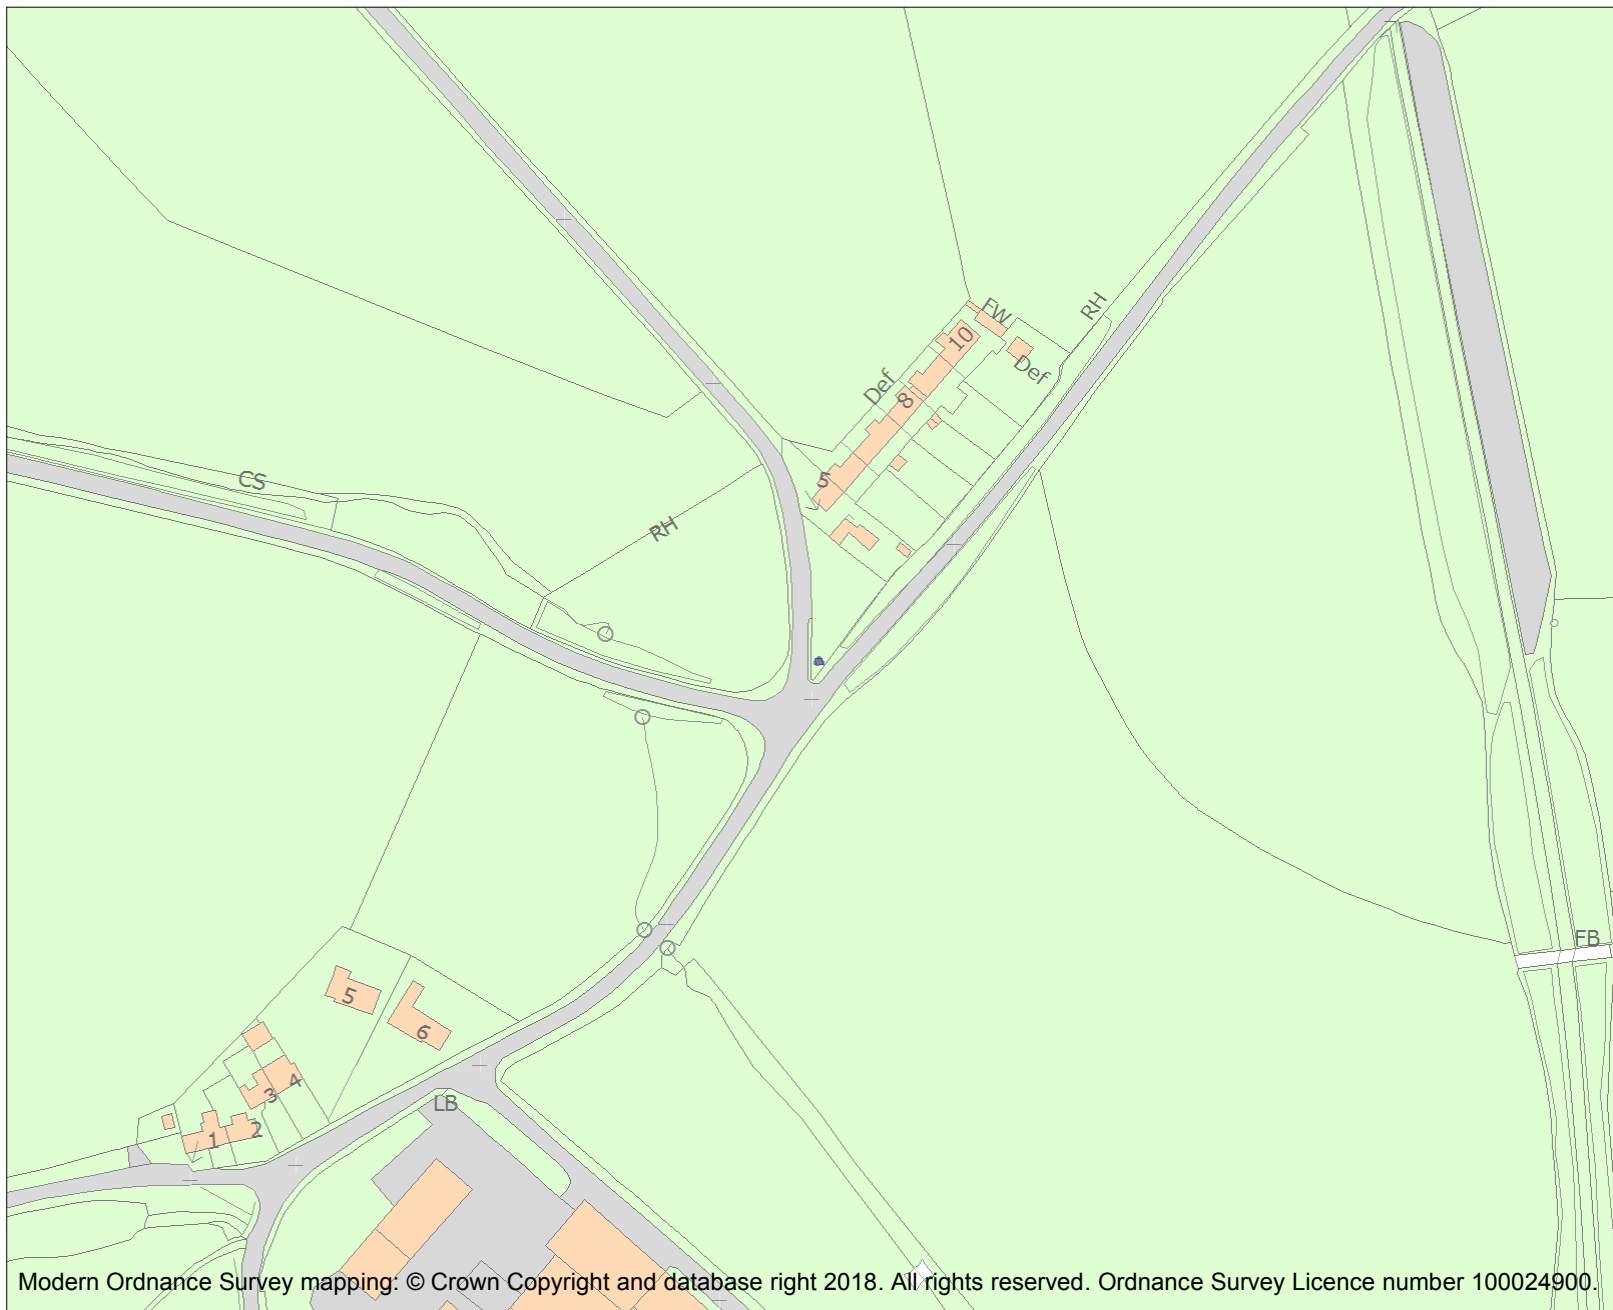 FW
RH
10
Def
Def
8
5
CS
RH
FB
5
6
4
3
2
1
LB
Modern Ordnance Survey mapping: © Crown Copyright and database right 2018. All rights reserved. Ordnance Survey Licence number 100024900.